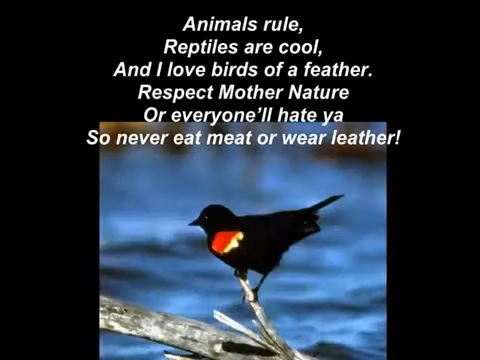 Animals rule,
Reptiles are cool,
And I love birds of a feather.
Respect Mother Nature
Or everyone'll hate ya
So never eat meat or wear leather!